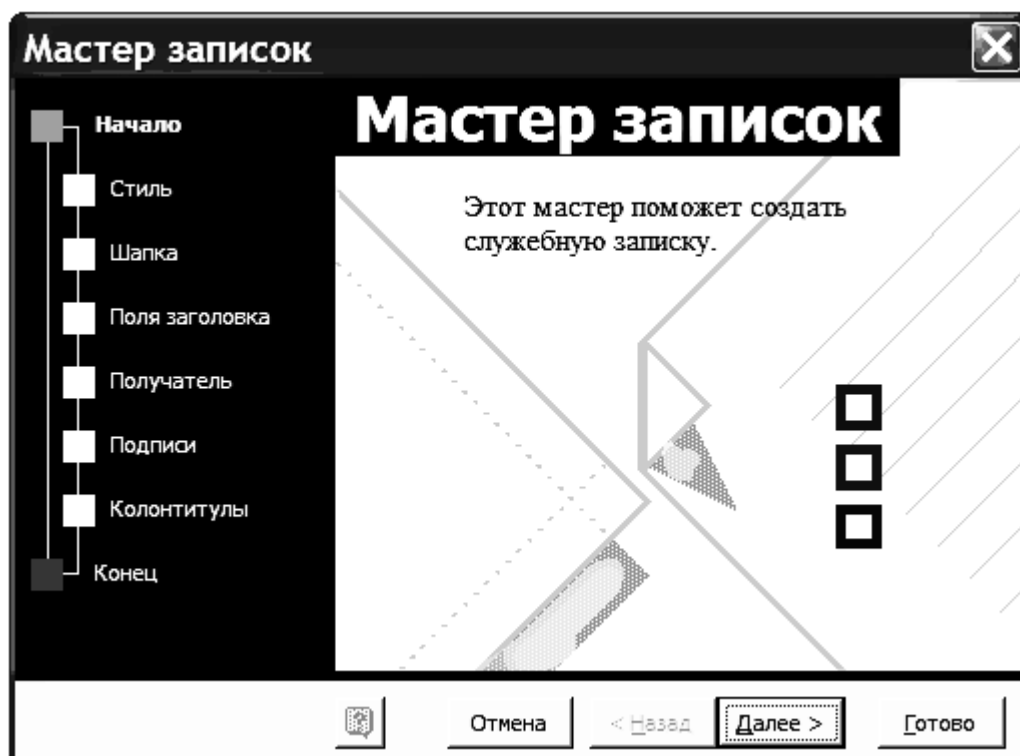 Мастер записок
Мастер записок
Начало
Стиль
Шапка
Поля заголовка
Получатель
Подписи
Колонтитулы
Конец
Этот мастер поможет создать
служебную записку.
Отмена
< Назад
Далее >
Готово